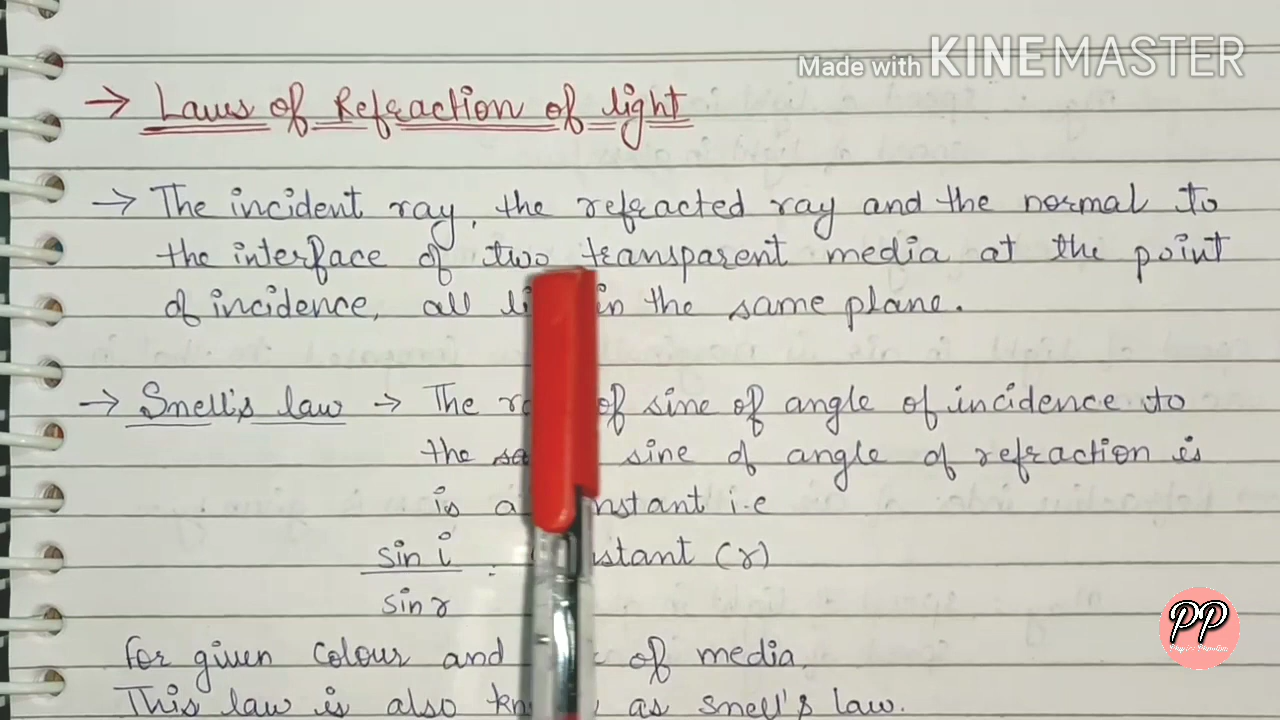 Made with KINEMASTER
→ Laws of Refraction of light
→ The incident ray, the refracted ray and the normal to
the interface of two transparent media at the point
of incidence, all in the same plane.
→ Snell's law → The of sine of angle of incidence to
the sine of angle of refraction is
is a i.e
sin i
(r)
sin r
for given colour and of media,
This law is also as snell's law.
PP